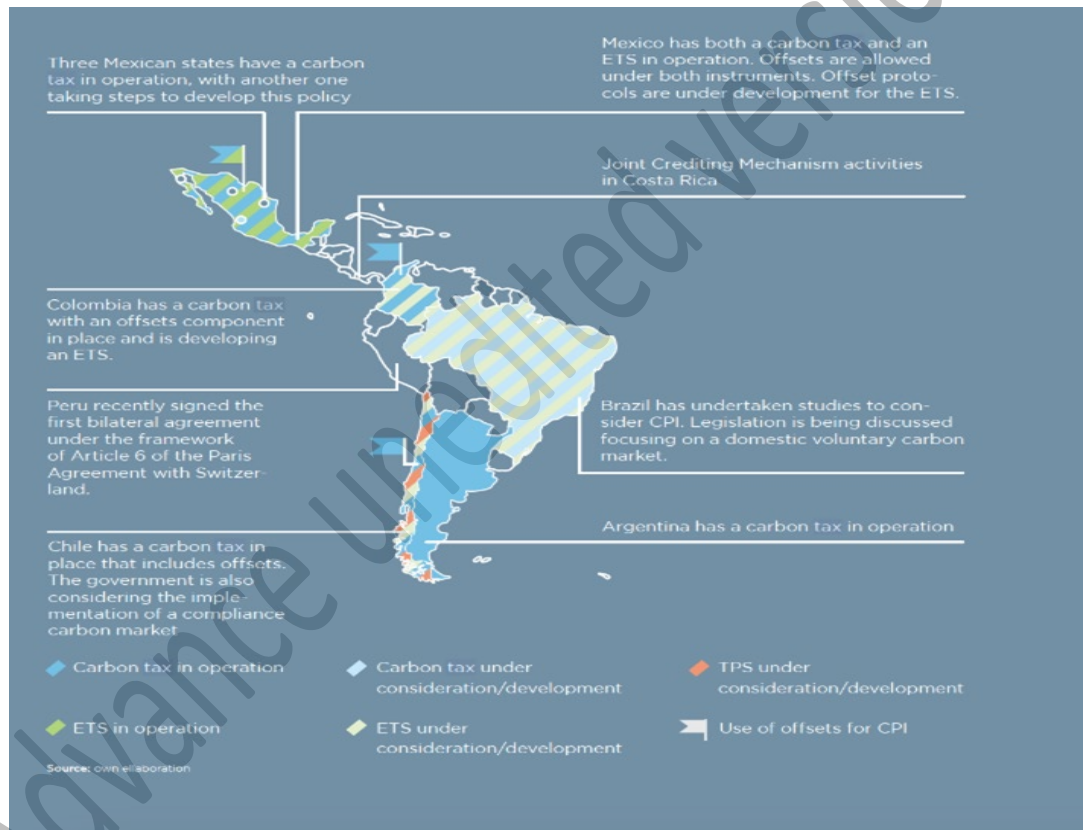 Three Mexican states have a carbon
tax in operation, with another one
taking steps to develop this policy
Mexico has both a carbon tax and an
ETS in operation. Offsets are allowed
under both instruments. Offset proto-
cols are under development for the ETS.
Joint Crediting Mechanism activities
in Costa Rica
Colombia has a carbon tax
with an offsets component
in place and is developing
an ETS.
Peru recently signed the
first bilateral agreement
under the framework
of Article 6 of the Paris
Agreement with Switzer-
land.
Brazil has undertaken studies to con-
sider CPI. Legislation is being discussed
focusing on a domestic voluntary carbon
market.
Argentina has a carbon tax in operation
Chile has a carbon tax in
place that includes offsets.
The government is also
considering the imple-
mentation of a compliance
carbon market
Carbon tax in operation
Carbon tax under
consideration/development
TPS under
consideration/development
ETS in operation
ETS under
consideration/development
Use of offsets for CPI
Source: own ellaboration
dvance unedited versio